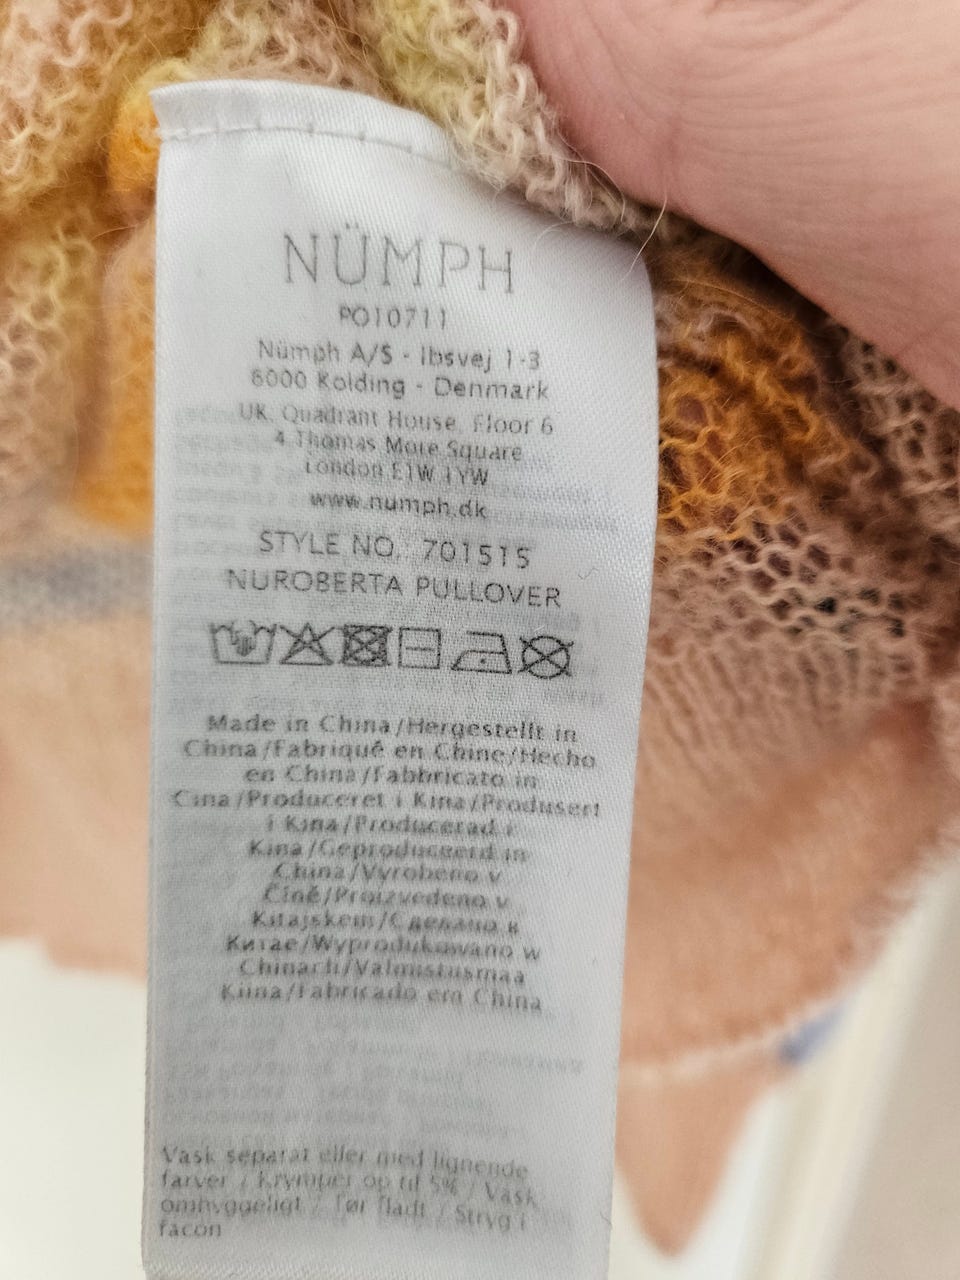 NÜMPH
PO10711
Nümph A/S - Ibsvej 1-3
6000 Kolding - Denmark
UK. Quadrant House. Floor 6
4 Thomas More Square
London E1W 1YW
www.numph.dk
STYLE NO. 701515
NUROBERTA PULLOVER
Made in China/Hergestellt in
China/Fabriqué en Chine/Hecho
en China/Fabbricato in
Cina/Produceret i Kina/Produsert
i Kina/Producerad i
Kina/Geproduceerd in
China/Vyrobeno v
Číně/Proizvedeno v
Kitajskem/Сделано в
Китае/Wyprodukowano w
Chinach/Valmistusmaa
Kiina/Fabricado em China
Vask separat eller med lignende
farver / Krymper op til 5% / Vask
omhyggeligt / Tør fladt / Stryg i
facon